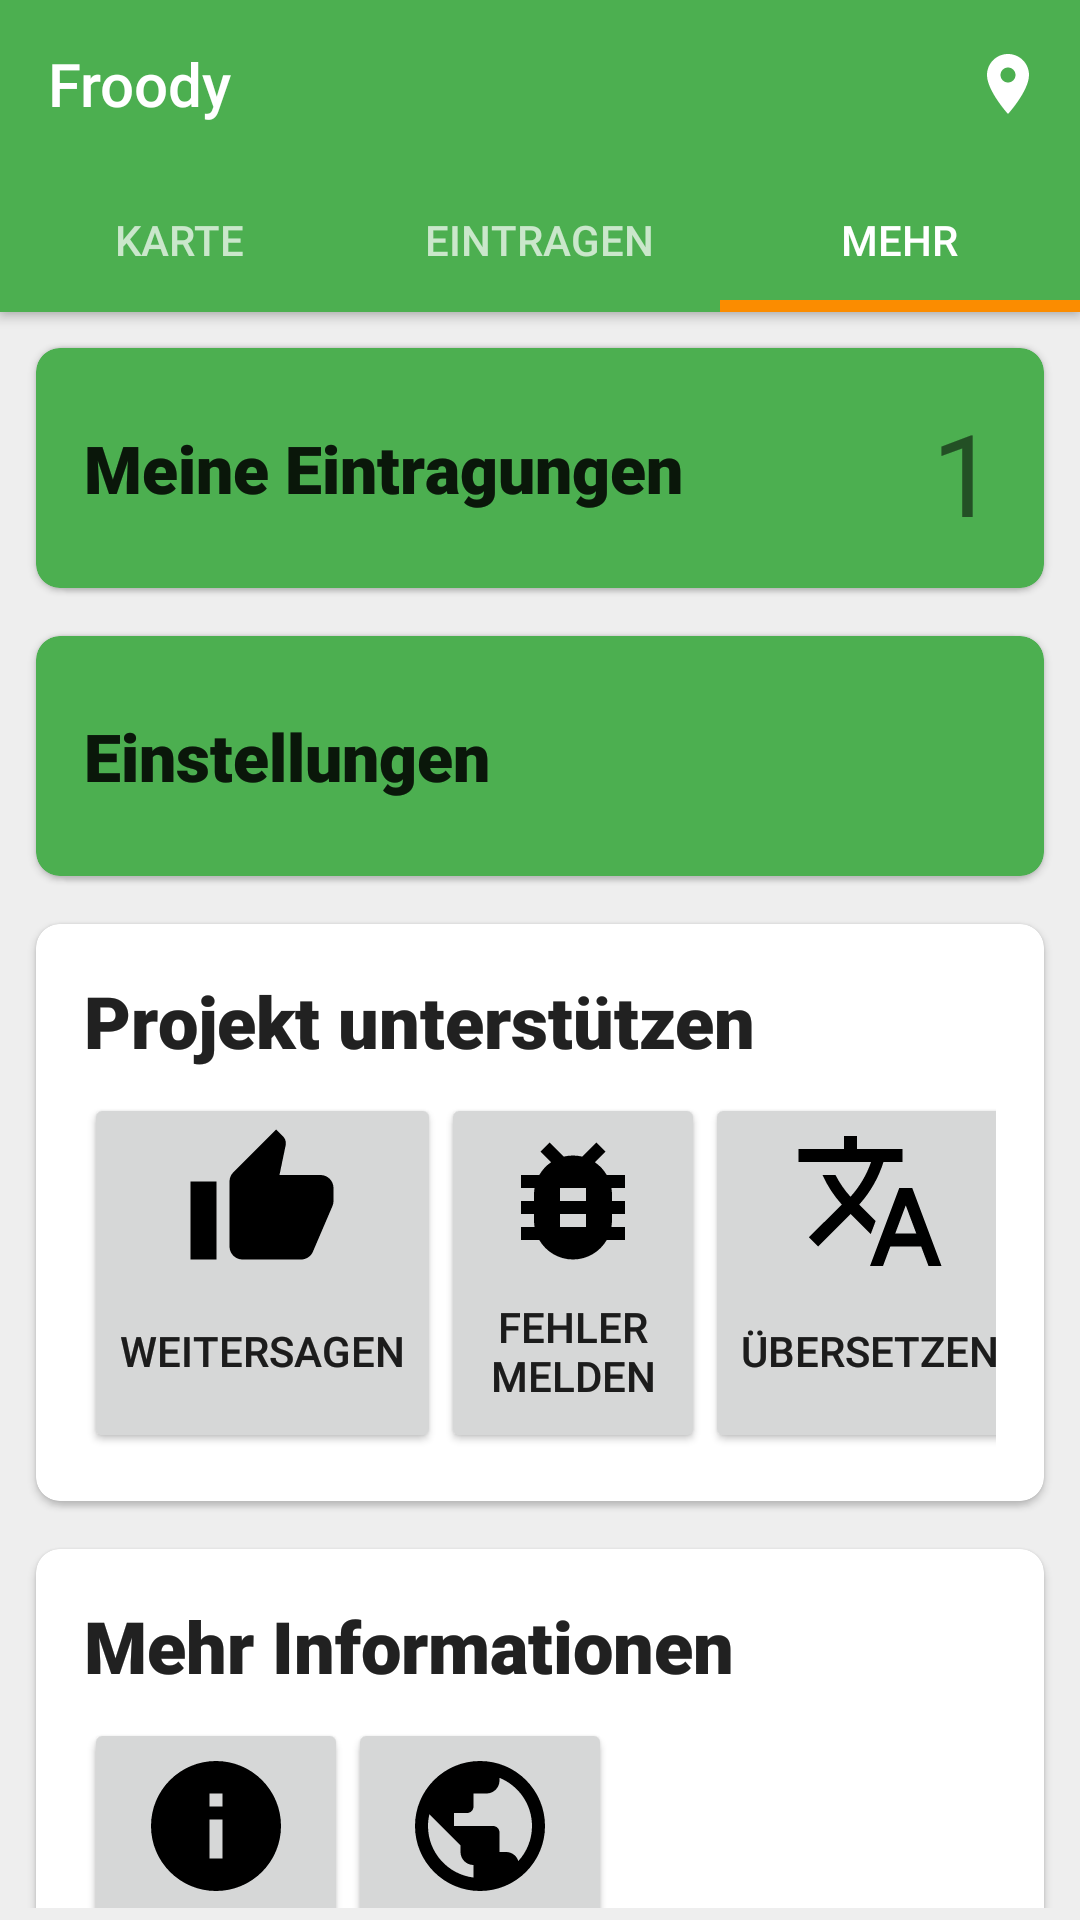 Froody
KARTE EINTRAGEN MEHR
Meine Eintragungen 1
Einstellungen
Projekt unterstützen
WEITERSAGEN
FEHLER
MELDEN
ÜBERSETZEN
Mehr Informationen